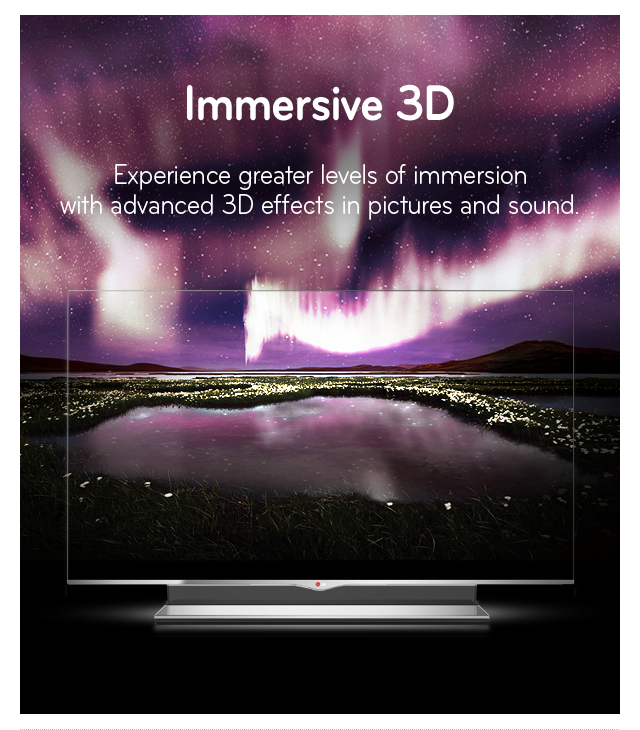 Immersive 3D
Experience greater levels of immersion
with advanced 3D effects in pictures and sound.